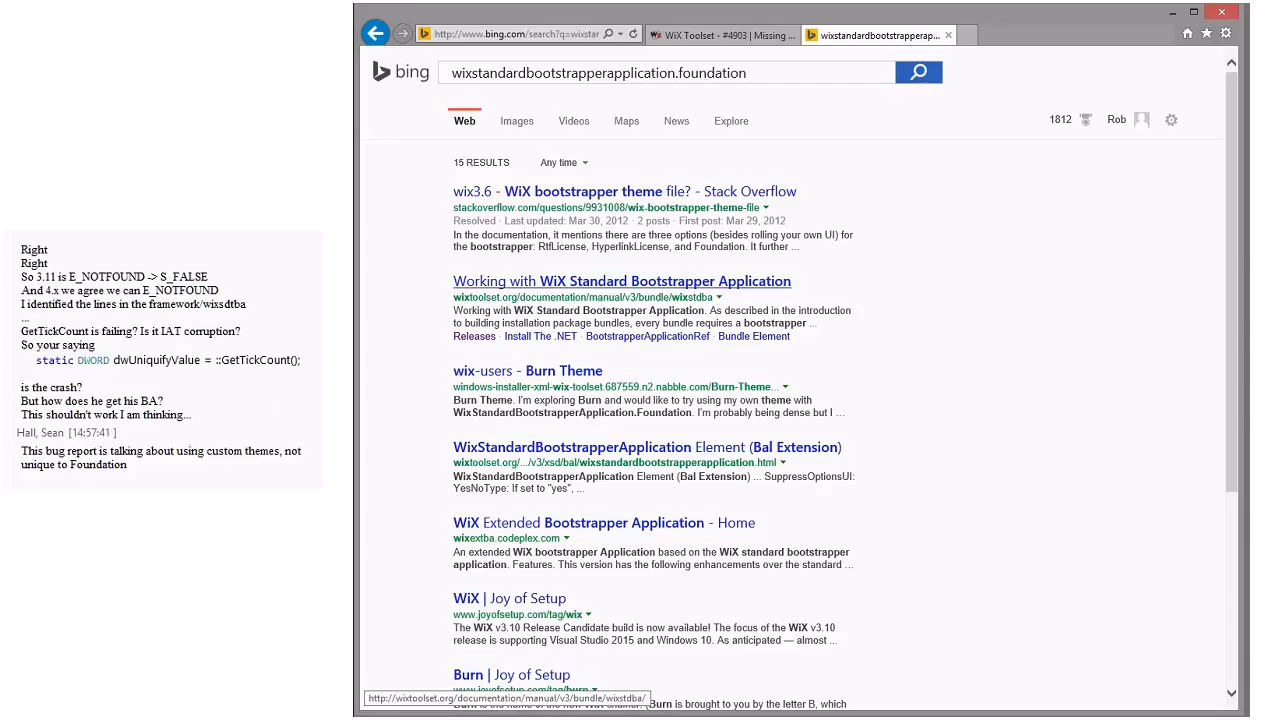 Right
Right
So 3.11 is E_NOTFOUND -> S_FALSE
And 4.x we agree we can E_NOTFOUND
I identified the lines in the framework/wixsdtba
...
GetTickCount is failing? Is it IAT corruption?
So your saying
static DWORD dwUniquifyValue = ::GetTickCount();
is the crash?
But how does he get his BA?
This shouldn't work I am thinking...
Hall, Sean [14:57:41 ]
This bug report is talking about using custom themes, not
unique to Foundation
http://www.bing.com/search?q=wixstar
WiX Toolset - #4903 | Missing ...
wixstandardbootstrapperap...
bing
wixstandardbootstrapperapplication.foundation
Web Images Videos Maps News Explore
1812 Rob
15 RESULTS Any time
wix3.6 - WiX bootstrapper theme file? - Stack Overflow
stackoverflow.com/questions/9931008/wix-bootstrapper-theme-file
Resolved · Last updated: Mar 30, 2012 · 2 posts · First post: Mar 29, 2012
In the documentation, it mentions there are three options (besides rolling your own UI) for
the bootstrapper: RtfLicense, HyperlinkLicense, and Foundation. It further ...
Working with WiX Standard Bootstrapper Application
wixtoolset.org/documentation/manual/v3/bundle/wixstdba
Working with WiX Standard Bootstrapper Application. As described in the introduction
to building installation package bundles, every bundle requires a bootstrapper ...
Releases · Install The .NET · BootstrapperApplicationRef · Bundle Element
wix-users - Burn Theme
windows-installer-xml-wix-toolset.687559.n2.nabble.com/Burn-Theme...
Burn Theme. I'm exploring Burn and would like to try using my own theme with
WixStandardBootstrapperApplication.Foundation. I'm probably being dense but I ...
WixStandardBootstrapperApplication Element (Bal Extension)
wixtoolset.org/.../v3/xsd/bal/wixstandardbootstrapperapplication.html
WixStandardBootstrapperApplication Element (Bal Extension) ... SuppressOptionsUI:
YesNoType: If set to "yes", ...
WiX Extended Bootstrapper Application - Home
wixextba.codeplex.com
An extended WiX bootstrapper Application based on the WiX standard bootstrapper
application. Features. This version has the following enhancements over the standard ...
WiX | Joy of Setup
www.joyofsetup.com/tag/wix
The WiX v3.10 Release Candidate build is now available! The focus of the WiX v3.10
release is supporting Visual Studio 2015 and Windows 10. As anticipated — almost ...
Burn | Joy of Setup
www.joyofsetup.com/tag/burn
http://wixtoolset.org/documentation/manual/v3/bundle/wixstdba/
(Burn is brought to you by the letter B, which